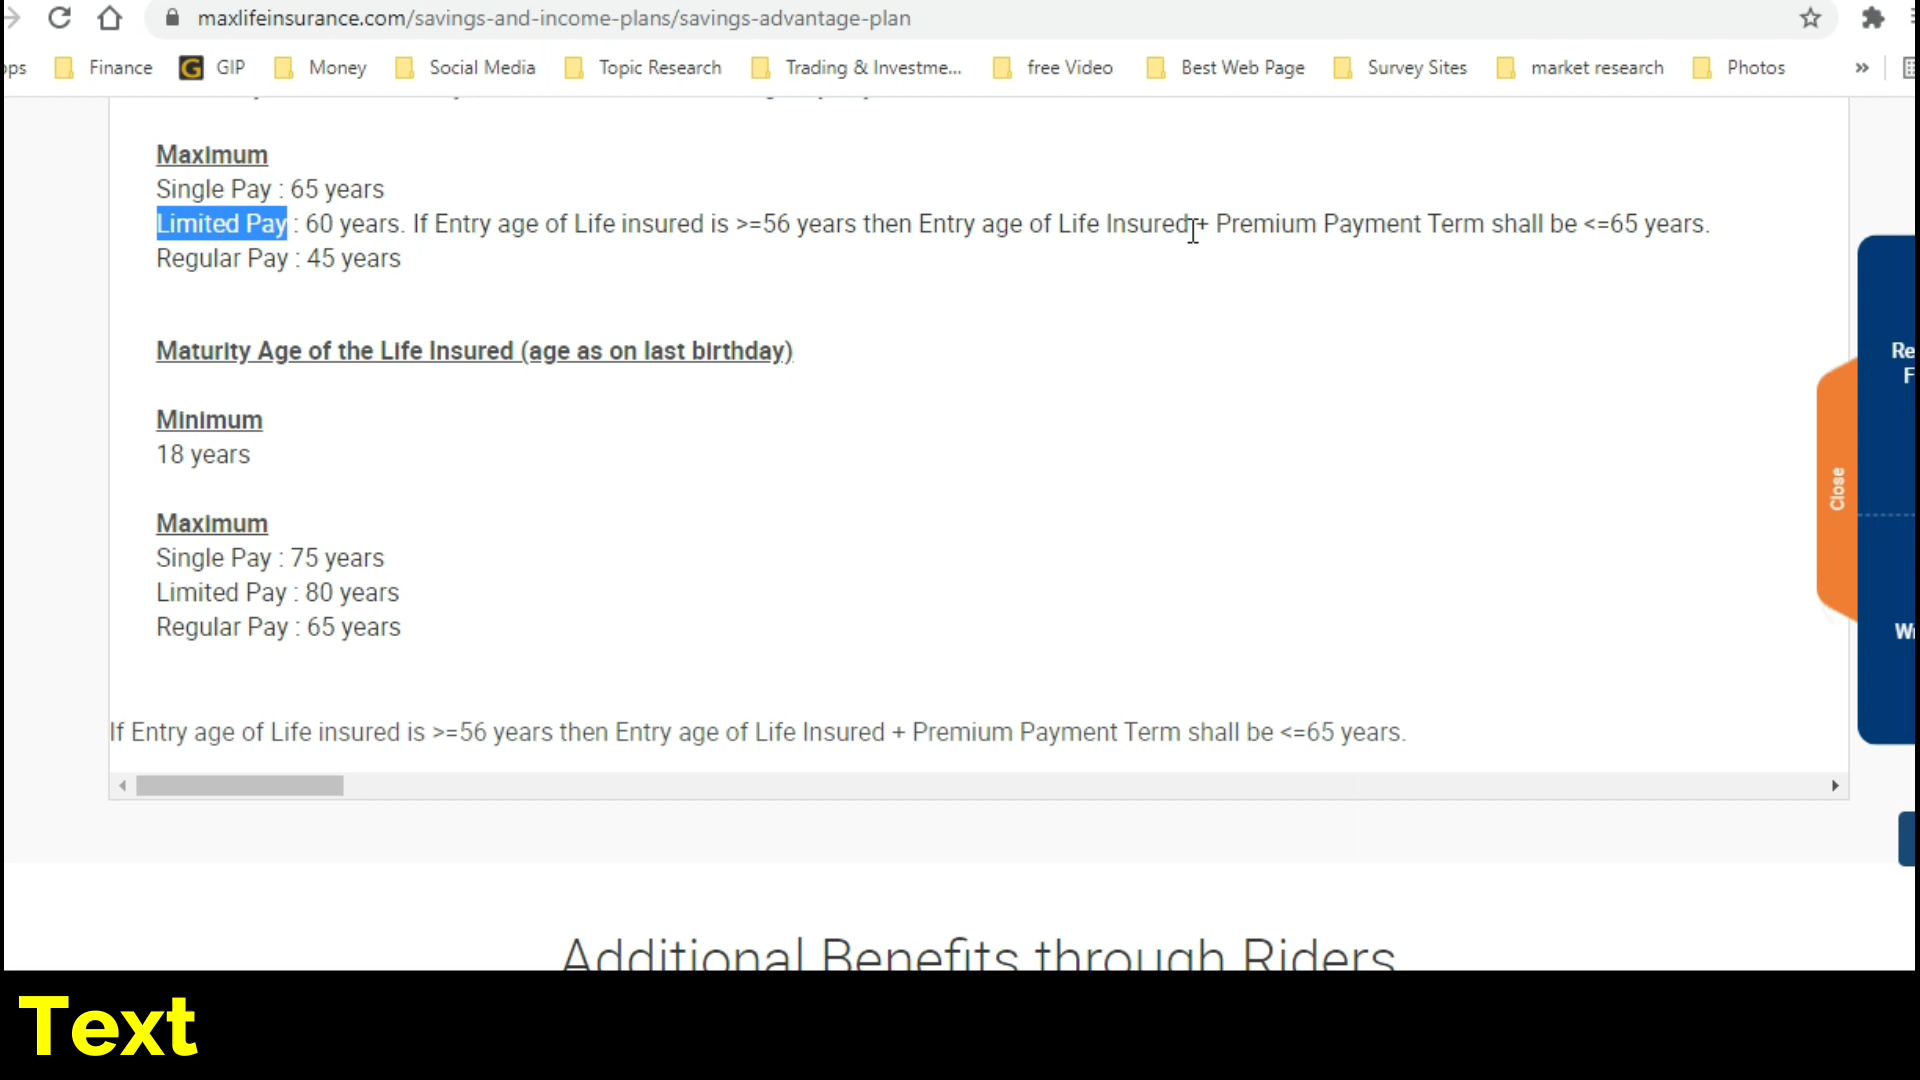 maxlifeinsurance.com/savings-and-income-plans/savings-advantage-plan
Finance GIP Money Social Media Topic Research Trading & Investme... free Video Best Web Page Survey Sites market research Photos »
Maximum
Single Pay : 65 years
Limited Pay : 60 years. If Entry age of Life insured is >=56 years then Entry age of Life Insured + Premium Payment Term shall be <=65 years.
Regular Pay : 45 years
Maturity Age of the Life Insured (age as on last birthday)
Minimum
18 years
Maximum
Single Pay : 75 years
Limited Pay : 80 years
Regular Pay : 65 years
Close
If Entry age of Life insured is >=56 years then Entry age of Life Insured + Premium Payment Term shall be <=65 years.
Additional Benefits through Riders
Text